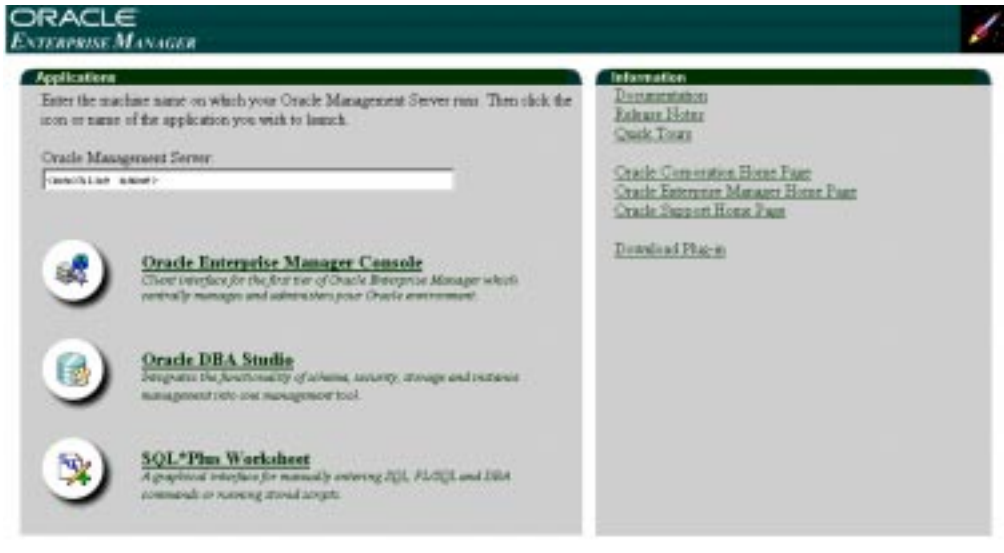 ORACLE
ENTERPRISE MANAGER
Applications
Enter the machine name on which your Oracle Management Server runs. Then click the
icon or name of the application you wish to launch.
Oracle Management Server:
<machine name>
Oracle Enterprise Manager Console
Client interface for the first tier of Oracle Enterprise Manager which
centrally manages and administers your Oracle environment.
Oracle DBA Studio
Integrates the functionality of schema, security, storage and instance
management into one management tool.
SQL*Plus Worksheet
A graphical interface for manually entering SQL, PL/SQL and DBA
commands or running stored scripts.
Information
Documentation
Release Notes
Quick Tours
Oracle Corporation Home Page
Oracle Enterprise Manager Home Page
Oracle Support Home Page
Download Plug-in